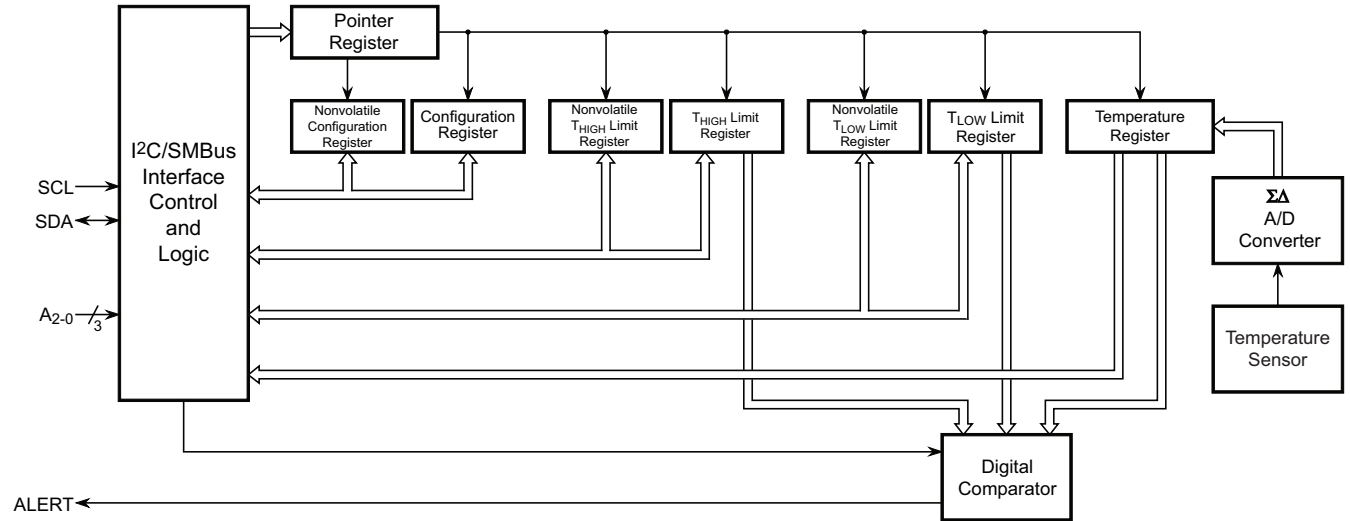 Pointer
Register
Nonvolatile
Configuration
Register
Configuration
Register
Nonvolatile
THIGH Limit
Register
THIGH Limit
Register
Nonvolatile
TLOW Limit
Register
TLOW Limit
Register
Temperature
Register
I²C/SMBus
Interface
Control
and
Logic
SCL
SDA
A2-0
3
ΣΔ
A/D
Converter
Temperature
Sensor
Digital
Comparator
ALERT